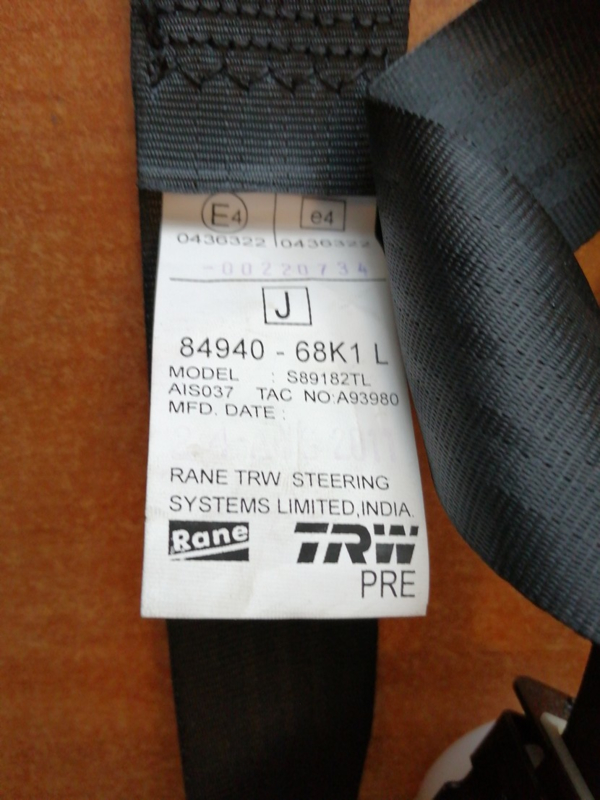 E4 e4
0436322 0436322
-00220734
J
84940 - 68K1 L
MODEL : S89182TL
AIS037 TAC NO:A93980
MFD. DATE :
RANE TRW STEERING
SYSTEMS LIMITED,INDIA.
Rane TRW
PRE